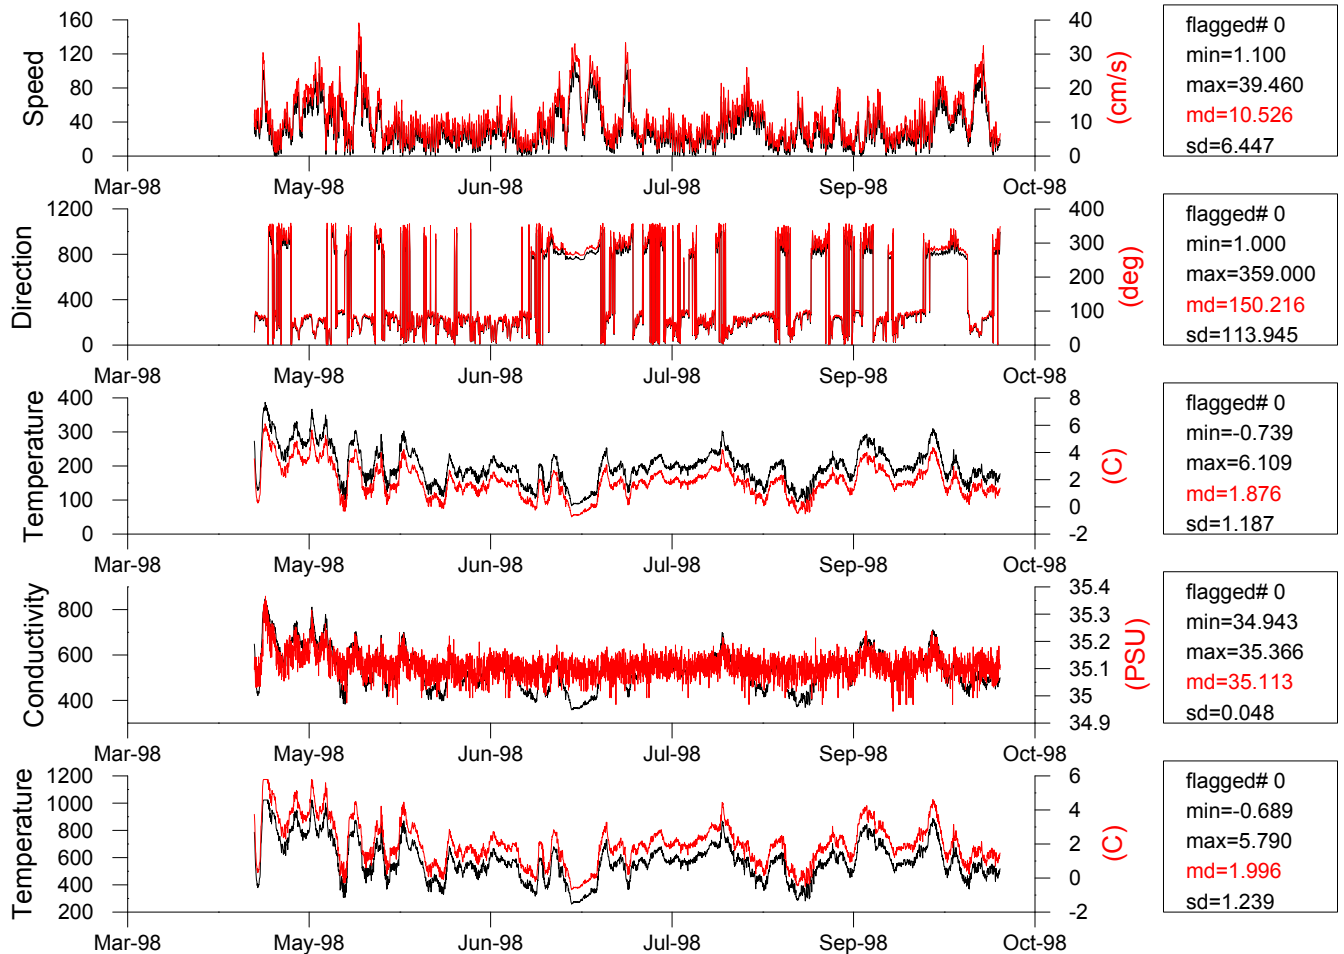 160
120
80
40
0
Speed
40
30
20
10
0
(cm/s)
Mar-98 May-98 Jun-98 Jul-98 Sep-98 Oct-98
flagged# 0
min=1.100
max=39.460
md=10.526
sd=6.447
1200
800
400
0
Direction
400
300
200
100
0
(deg)
Mar-98 May-98 Jun-98 Jul-98 Sep-98 Oct-98
flagged# 0
min=1.000
max=359.000
md=150.216
sd=113.945
400
300
200
100
0
Temperature
8
6
4
2
0
-2
(C)
Mar-98 May-98 Jun-98 Jul-98 Sep-98 Oct-98
flagged# 0
min=-0.739
max=6.109
md=1.876
sd=1.187
800
600
400
Conductivity
35.4
35.3
35.2
35.1
35
34.9
(PSU)
Mar-98 May-98 Jun-98 Jul-98 Sep-98 Oct-98
flagged# 0
min=34.943
max=35.366
md=35.113
sd=0.048
1200
1000
800
600
400
200
Temperature
6
4
2
0
-2
(C)
Mar-98 May-98 Jun-98 Jul-98 Sep-98 Oct-98
flagged# 0
min=-0.689
max=5.790
md=1.996
sd=1.239